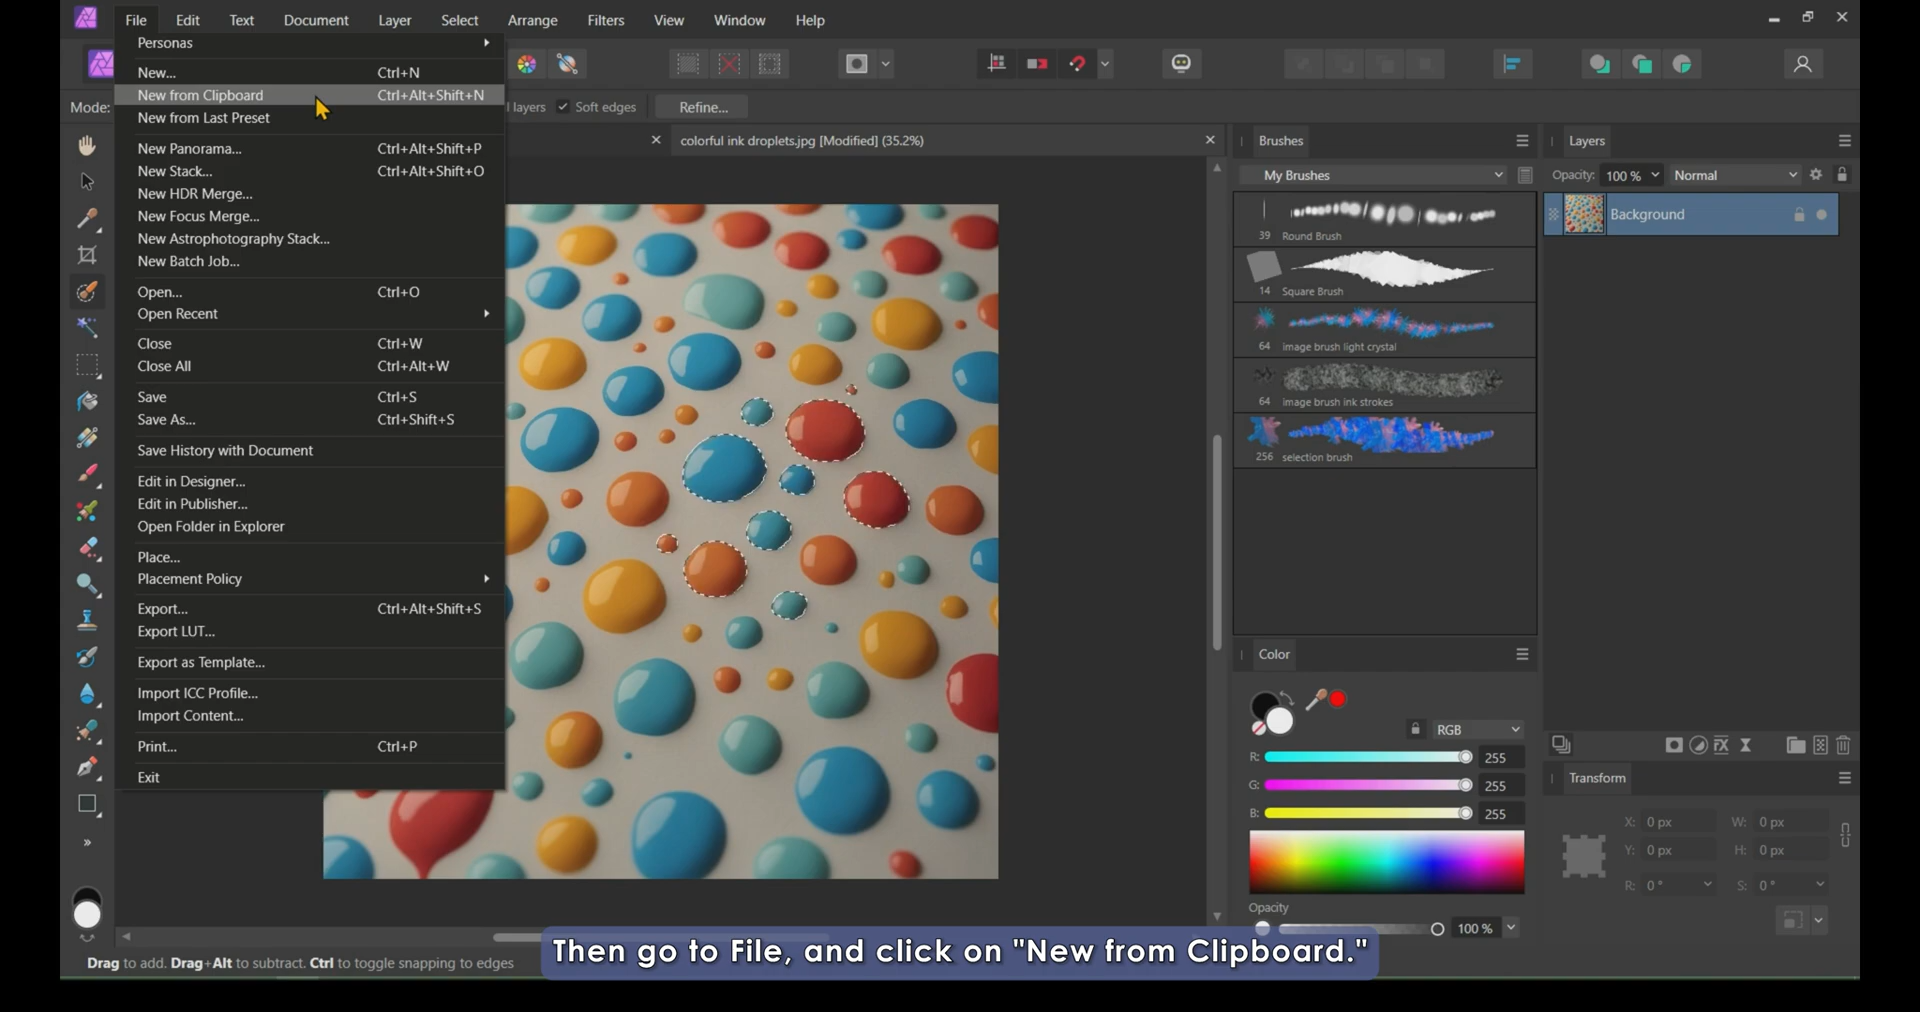 File Edit Text Document Layer Select Arrange Filters View Window Help
Personas
New... Ctrl+N
New from Clipboard Ctrl+Alt+Shift+N
New from Last Preset
New Panorama... Ctrl+Alt+Shift+P
New Stack... Ctrl+Alt+Shift+O
New HDR Merge...
New Focus Merge...
New Astrophotography Stack...
New Batch Job...
Open... Ctrl+O
Open Recent
Close Ctrl+W
Close All Ctrl+Alt+W
Save Ctrl+S
Save As... Ctrl+Shift+S
Save History with Document
Edit in Designer...
Edit in Publisher...
Open Folder in Explorer
Place...
Placement Policy
Export... Ctrl+Alt+Shift+S
Export LUT...
Export as Template...
Import ICC Profile...
Import Content...
Print... Ctrl+P
Exit
Mode:
layers Soft edges Refine...
colorful ink droplets.jpg [Modified] (35.2%)
Brushes
My Brushes
39 Round Brush
14 Square Brush
64 image brush light crystal
64 image brush ink strokes
256 selection brush
Color
RGB
R: 255
G: 255
B: 255
Opacity
100 %
Layers
Opacity: 100 % Normal
Background
Transform
X: 0 px W: 0 px
Y: 0 px H: 0 px
R: 0 ° S: 0 °
Drag to add. Drag+Alt to subtract. Ctrl to toggle snapping to edges
Then go to File, and click on "New from Clipboard."